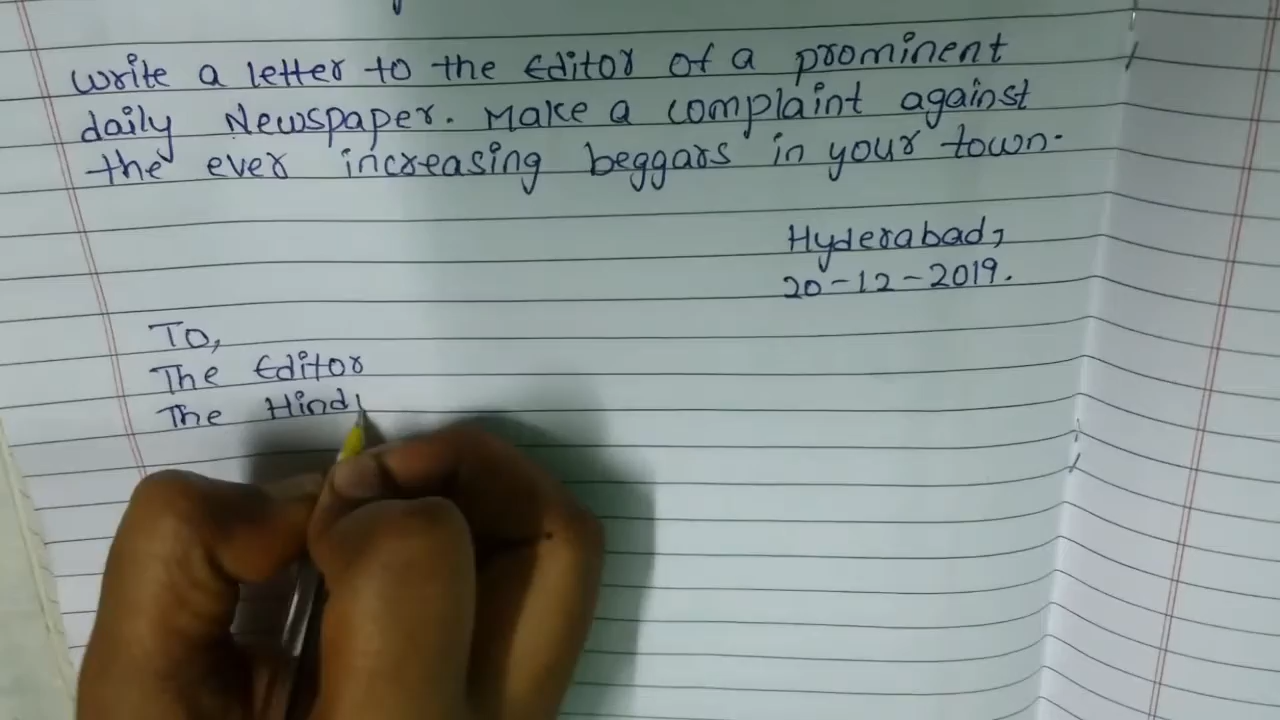 Write a letter to the Editor of a prominent
daily Newspaper. Make a complaint against
the ever increasing beggars in your town.
Hyderabad,
20-12-2019.
To,
The Editor
The